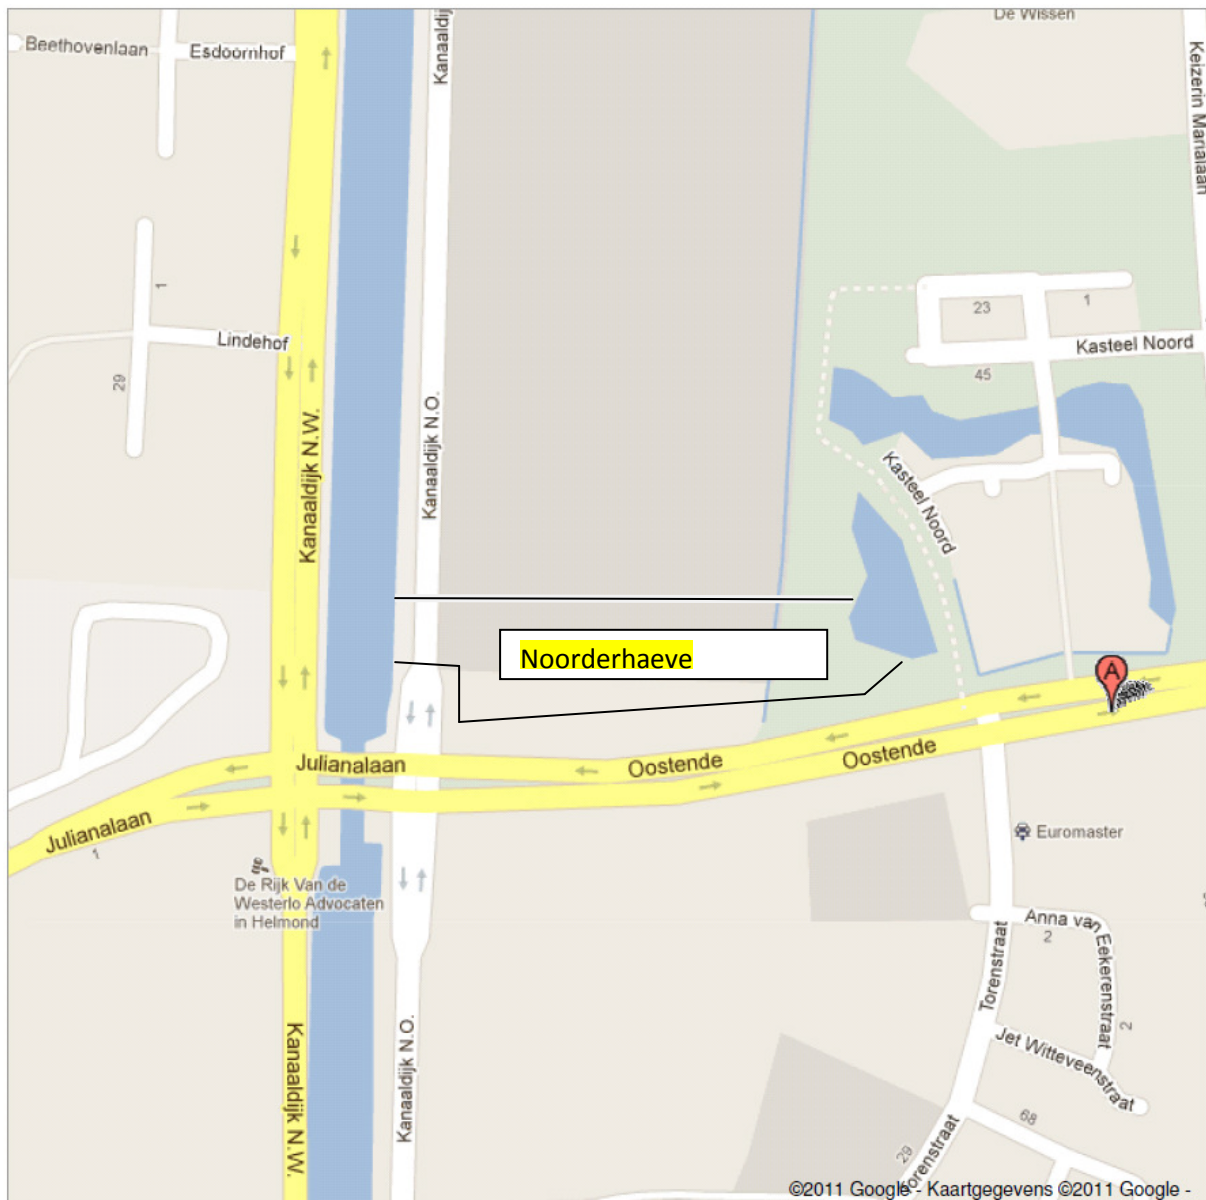 De Wissen
Beethovenlaan
Esdoornhof
Kanaaldij
Keizerin Marialaan
1
23
1
Lindehof
Kasteel Noord
29
45
Kanaaldijk N.W.
Kanaaldijk N.O.
Kasteel Noord
Noorderhaeve
A
Julianalaan
Oostende
Oostende
Julianalaan
1
Euromaster
De Rijk Van de
Westerlo Advocaten
in Helmond
Anna van Eekerenstraat
2
Torenstraat
2
Kanaaldijk N.W.
Kanaaldijk N.O.
Jet Witteveenstraat
68
29
Torenstraat
©2011 Google - Kaartgegevens ©2011 Google -